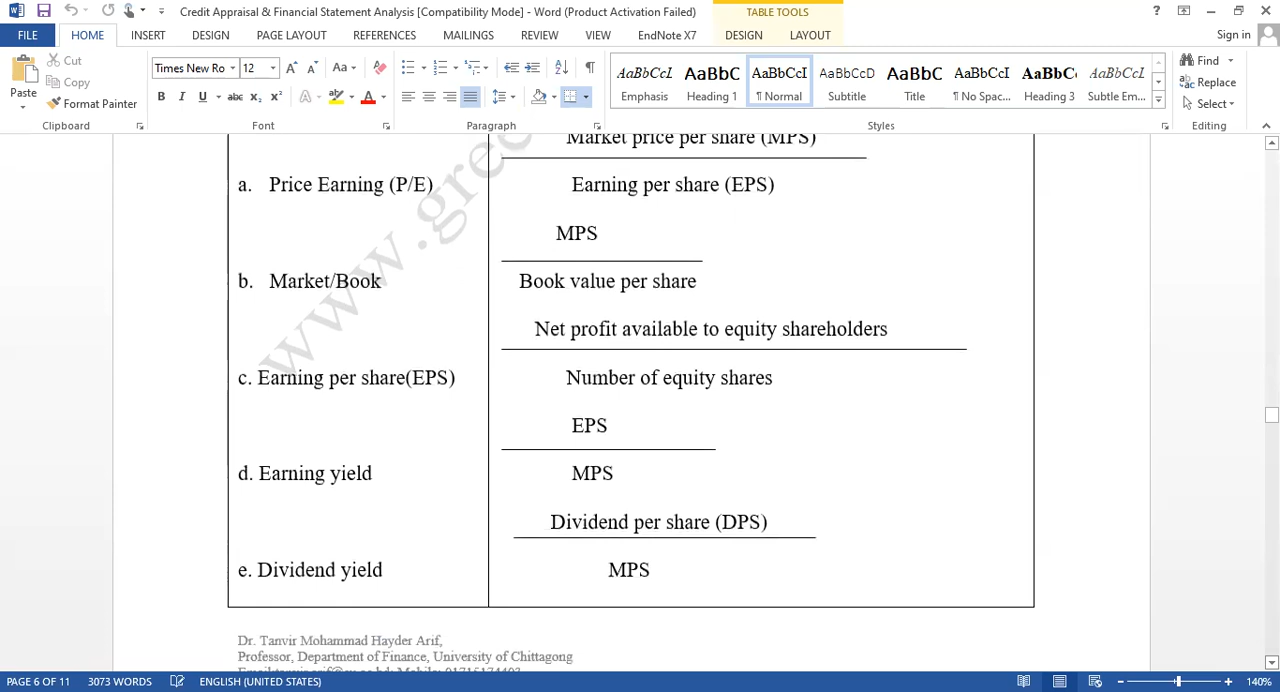 Credit Appraisal & Financial Statement Analysis [Compatibility Mode] - Word (Product Activation Failed)
TABLE TOOLS
?
FILE HOME INSERT DESIGN PAGE LAYOUT REFERENCES MAILINGS REVIEW VIEW EndNote X7 DESIGN LAYOUT Sign in
Paste
Cut
Copy
Format Painter
Clipboard
Times New Ro 12
B I U abc X₂ X²
Font
Paragraph
AaBbCcI AaBbC AaBbCcI AaBbCcD AaBbC AaBbCcI AaBbC AaBbCcI
Emphasis Heading 1 ¶ Normal Subtitle Title ¶ No Spac... Heading 3 Subtle Em...
Styles
Find
Replace
Select
Editing
Market price per share (MPS)
a. Price Earning (P/E) Earning per share (EPS)
MPS
b. Market/Book Book value per share
Net profit available to equity shareholders
c. Earning per share(EPS) Number of equity shares
EPS
d. Earning yield MPS
Dividend per share (DPS)
e. Dividend yield MPS
www.gree
Dr. Tanvir Mohammad Hayder Arif,
Professor, Department of Finance, University of Chittagong
PAGE 6 OF 11 3073 WORDS ENGLISH (UNITED STATES) 140%